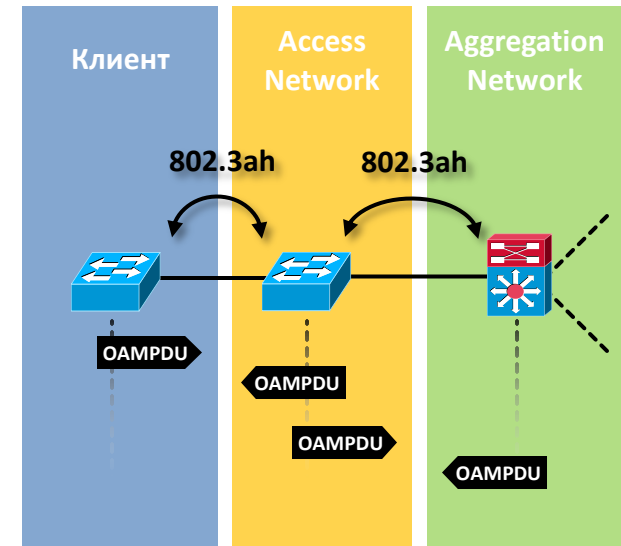 Клиент
Access
Network
Aggregation
Network
802.3ah
802.3ah
OAMPDU
OAMPDU
OAMPDU
OAMPDU